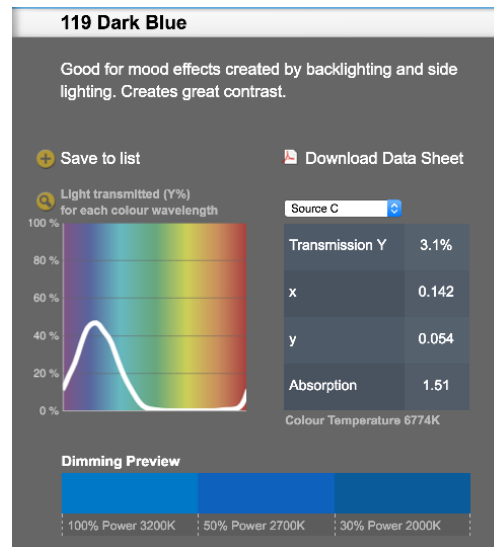 119 Dark Blue
Good for mood effects created by backlighting and side
lighting. Creates great contrast.
Save to list
Download Data Sheet
Light transmitted (Y%)
for each colour wavelength
100 %
80 %
60 %
40 %
20 %
0 %
Source C
Transmission Y 3.1%
x 0.142
y 0.054
Absorption 1.51
Colour Temperature 6774K
Dimming Preview
100% Power 3200K 50% Power 2700K 30% Power 2000K